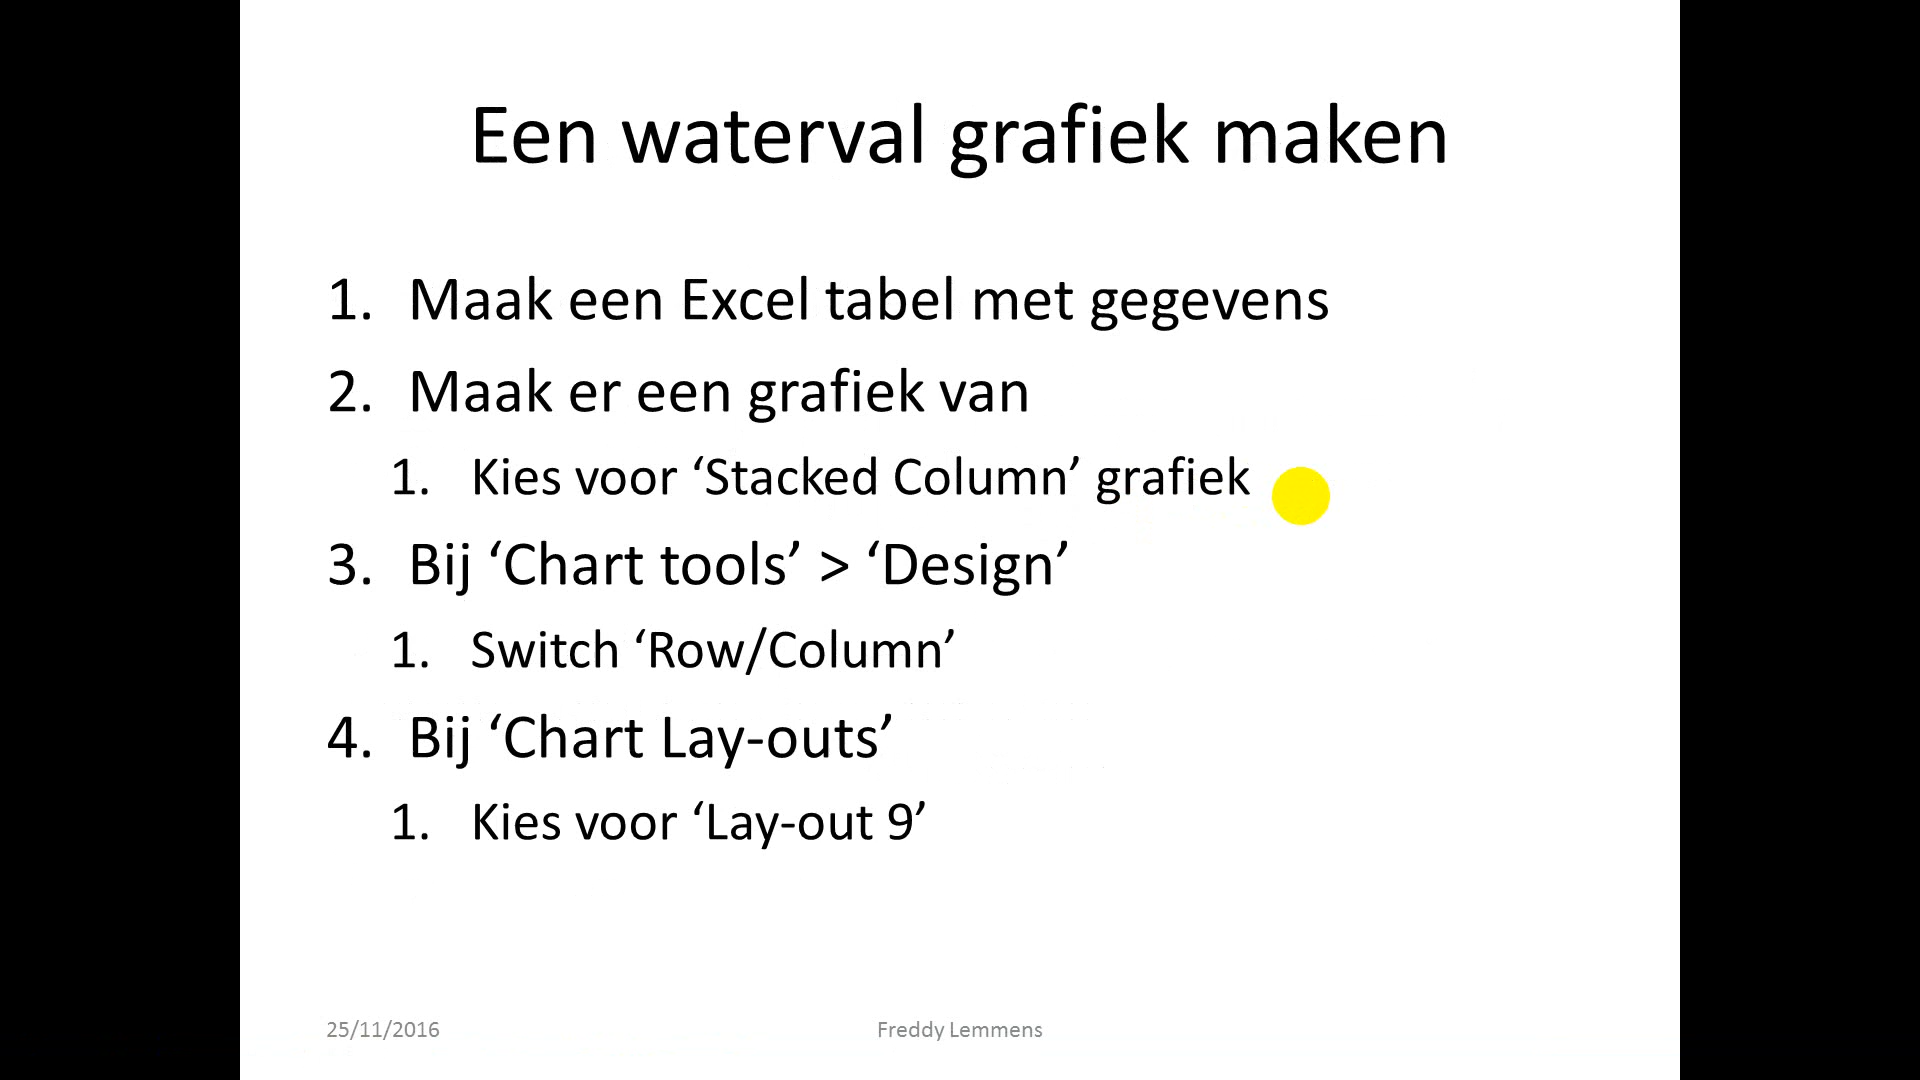 Een waterval grafiek maken
1. Maak een Excel tabel met gegevens
2. Maak er een grafiek van
1. Kies voor ‘Stacked Column’ grafiek
3. Bij ‘Chart tools’ > ‘Design’
1. Switch ‘Row/Column’
4. Bij ‘Chart Lay-outs’
1. Kies voor ‘Lay-out 9’
25/11/2016
Freddy Lemmens